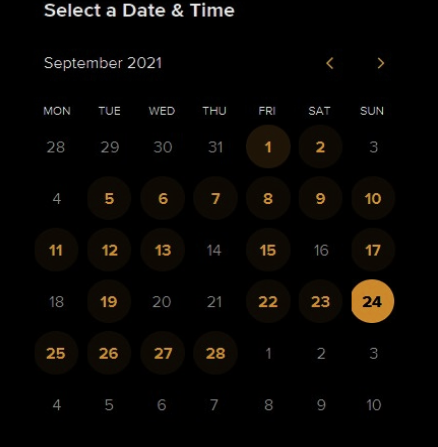 Select a Date & Time
September 2021
MON TUE WED THU FRI SAT SUN
28 29 30 31 1 2 3
4 5 6 7 8 9 10
11 12 13 14 15 16 17
18 19 20 21 22 23 24
25 26 27 28 1 2 3
4 5 6 7 8 9 10